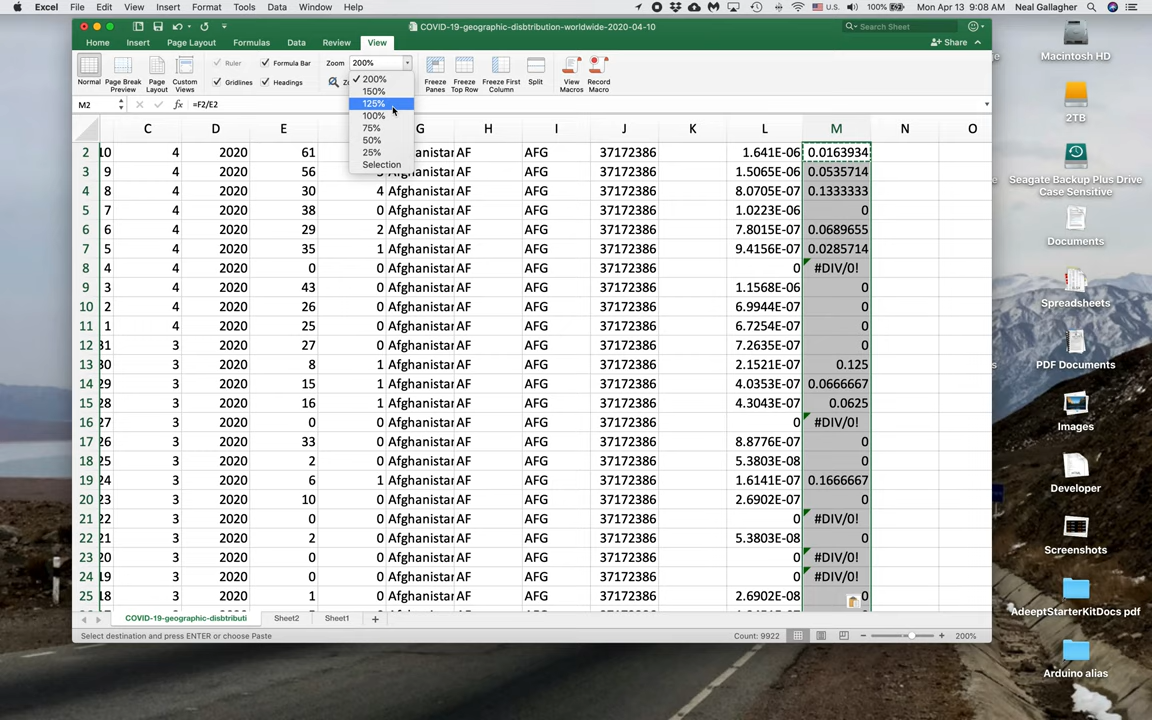 Excel File Edit View Insert Format Tools Data Window Help U.S. 100% Mon Apr 13 9:08 AM Neal Gallagher
COVID-19-geographic-disbtribution-worldwide-2020-04-10
Search Sheet
Home Insert Page Layout Formulas Data Review View
Share
Ruler Formula Bar Zoom 200%
Gridlines Headings
Normal Page Break Preview Page Layout Custom Views Freeze Panes Freeze Top Row Freeze First Column Split View Macros Record Macro
200%
150%
125%
100%
75%
50%
25%
Selection
M2 fx =F2/E2
C D E G H I J K L M N O
2 10 4 2020 61 AF AFG 37172386 1.641E-06 0.01639344
3 9 4 2020 56 AF AFG 37172386 1.5065E-06 0.0535714
4 8 4 2020 30 4 Afghanistar AF AFG 37172386 8.0705E-07 0.1333333
5 7 4 2020 38 0 Afghanistar AF AFG 37172386 1.0223E-06 0
6 6 4 2020 29 2 Afghanistar AF AFG 37172386 7.8015E-07 0.0689655
7 5 4 2020 35 1 Afghanistar AF AFG 37172386 9.4156E-07 0.0285714
8 4 4 2020 0 0 Afghanistar AF AFG 37172386 0 #DIV/0!
9 3 4 2020 43 0 Afghanistar AF AFG 37172386 1.1568E-06 0
10 2 4 2020 26 0 Afghanistar AF AFG 37172386 6.9944E-07 0
11 1 4 2020 25 0 Afghanistar AF AFG 37172386 6.7254E-07 0
12 31 3 2020 27 0 Afghanistar AF AFG 37172386 7.2635E-07 0
13 30 3 2020 8 1 Afghanistar AF AFG 37172386 2.1521E-07 0.125
14 29 3 2020 15 1 Afghanistar AF AFG 37172386 4.0353E-07 0.0666667
15 28 3 2020 16 1 Afghanistar AF AFG 37172386 4.3043E-07 0.0625
16 27 3 2020 0 0 Afghanistar AF AFG 37172386 0 #DIV/0!
17 26 3 2020 33 0 Afghanistar AF AFG 37172386 8.8776E-07 0
18 25 3 2020 2 0 Afghanistar AF AFG 37172386 5.3803E-08 0
19 24 3 2020 6 1 Afghanistar AF AFG 37172386 1.6141E-07 0.1666667
20 23 3 2020 10 0 Afghanistar AF AFG 37172386 2.6902E-07 0
21 22 3 2020 0 0 Afghanistar AF AFG 37172386 0 #DIV/0!
22 21 3 2020 2 0 Afghanistar AF AFG 37172386 5.3803E-08 0
23 20 3 2020 0 0 Afghanistar AF AFG 37172386 0 #DIV/0!
24 19 3 2020 0 0 Afghanistar AF AFG 37172386 0 #DIV/0!
25 18 3 2020 1 0 Afghanistar AF AFG 37172386 2.6902E-08 0
COVID-19-geographic-disbtributi Sheet2 Sheet1
Select destination and press ENTER or choose Paste Count: 9922 200%
Macintosh HD
2TB
Seagate Backup Plus Drive
Case Sensitive
Documents
Spreadsheets
PDF Documents
Images
Developer
Screenshots
AdeeptStarterKitDocs pdf
Arduino alias